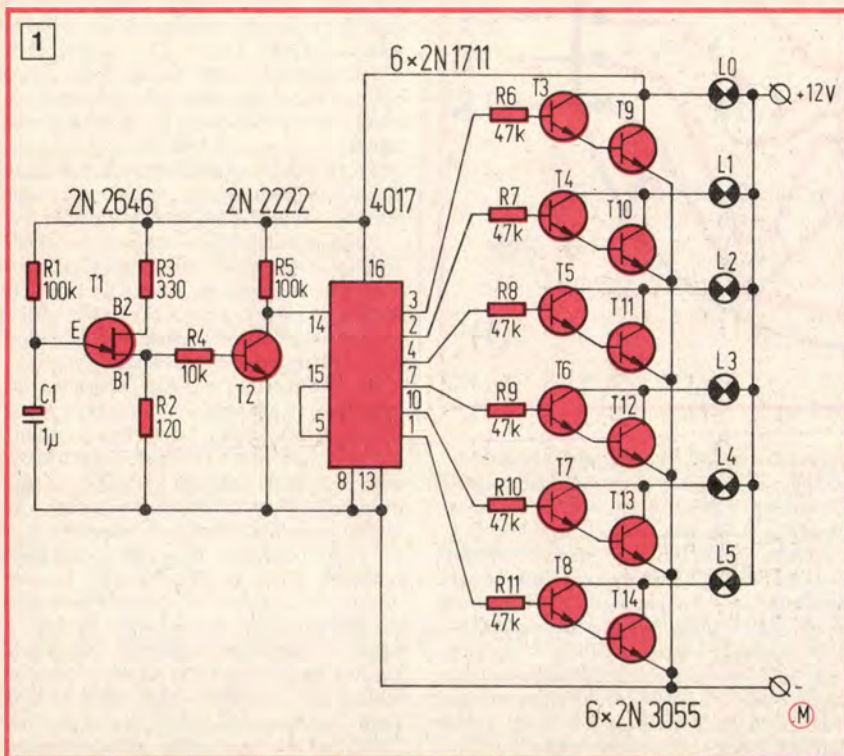 1
6×2N1711
L0
+12V
R6
47k
T3
T9
L1
R7
47k
T4
T10
2N 2646
2N 2222
4017
L2
R8
47k
T5
T11
R1
100k
T1
R3
330
R5
100k
16
3
2
4
7
10
1
14
15
5
8
13
B2
E
B1
R4
10k
T2
C1
1µ
R2
120
L3
R9
47k
T6
T12
L4
R10
47k
T7
T13
L5
R11
47k
T8
T14
-
6×2N 3055
M